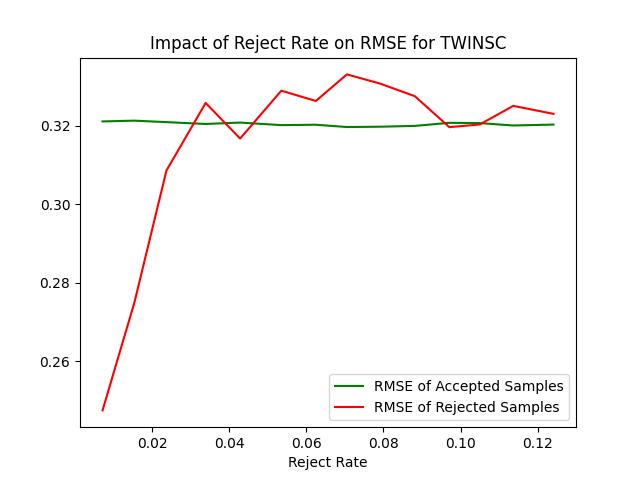 Impact of Reject Rate on RMSE for TWINSC
0.32
0.30
0.28
0.26
RMSE of Accepted Samples
RMSE of Rejected Samples
0.02 0.04 0.06 0.08 0.10 0.12
Reject Rate